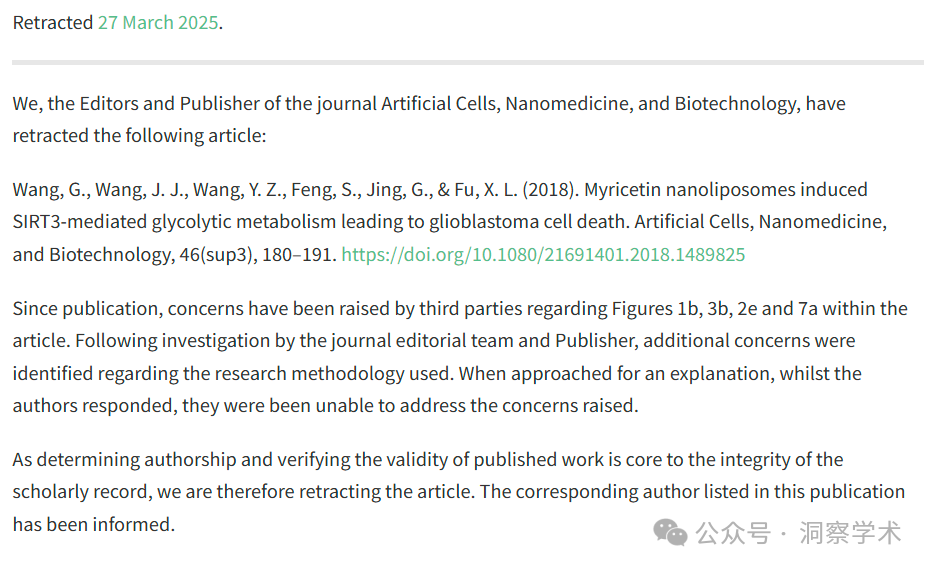 Retracted 27 March 2025.
We, the Editors and Publisher of the journal Artificial Cells, Nanomedicine, and Biotechnology, have
retracted the following article:
Wang, G., Wang, J. J., Wang, Y. Z., Feng, S., Jing, G., & Fu, X. L. (2018). Myricetin nanoliposomes induced
SIRT3-mediated glycolytic metabolism leading to glioblastoma cell death. Artificial Cells, Nanomedicine,
and Biotechnology, 46(sup3), 180–191. https://doi.org/10.1080/21691401.2018.1489825
Since publication, concerns have been raised by third parties regarding Figures 1b, 3b, 2e and 7a within the
article. Following investigation by the journal editorial team and Publisher, additional concerns were
identified regarding the research methodology used. When approached for an explanation, whilst the
authors responded, they were been unable to address the concerns raised.
As determining authorship and verifying the validity of published work is core to the integrity of the
scholarly record, we are therefore retracting the article. The corresponding author listed in this publication
has been informed.
公众号 · 洞察学术